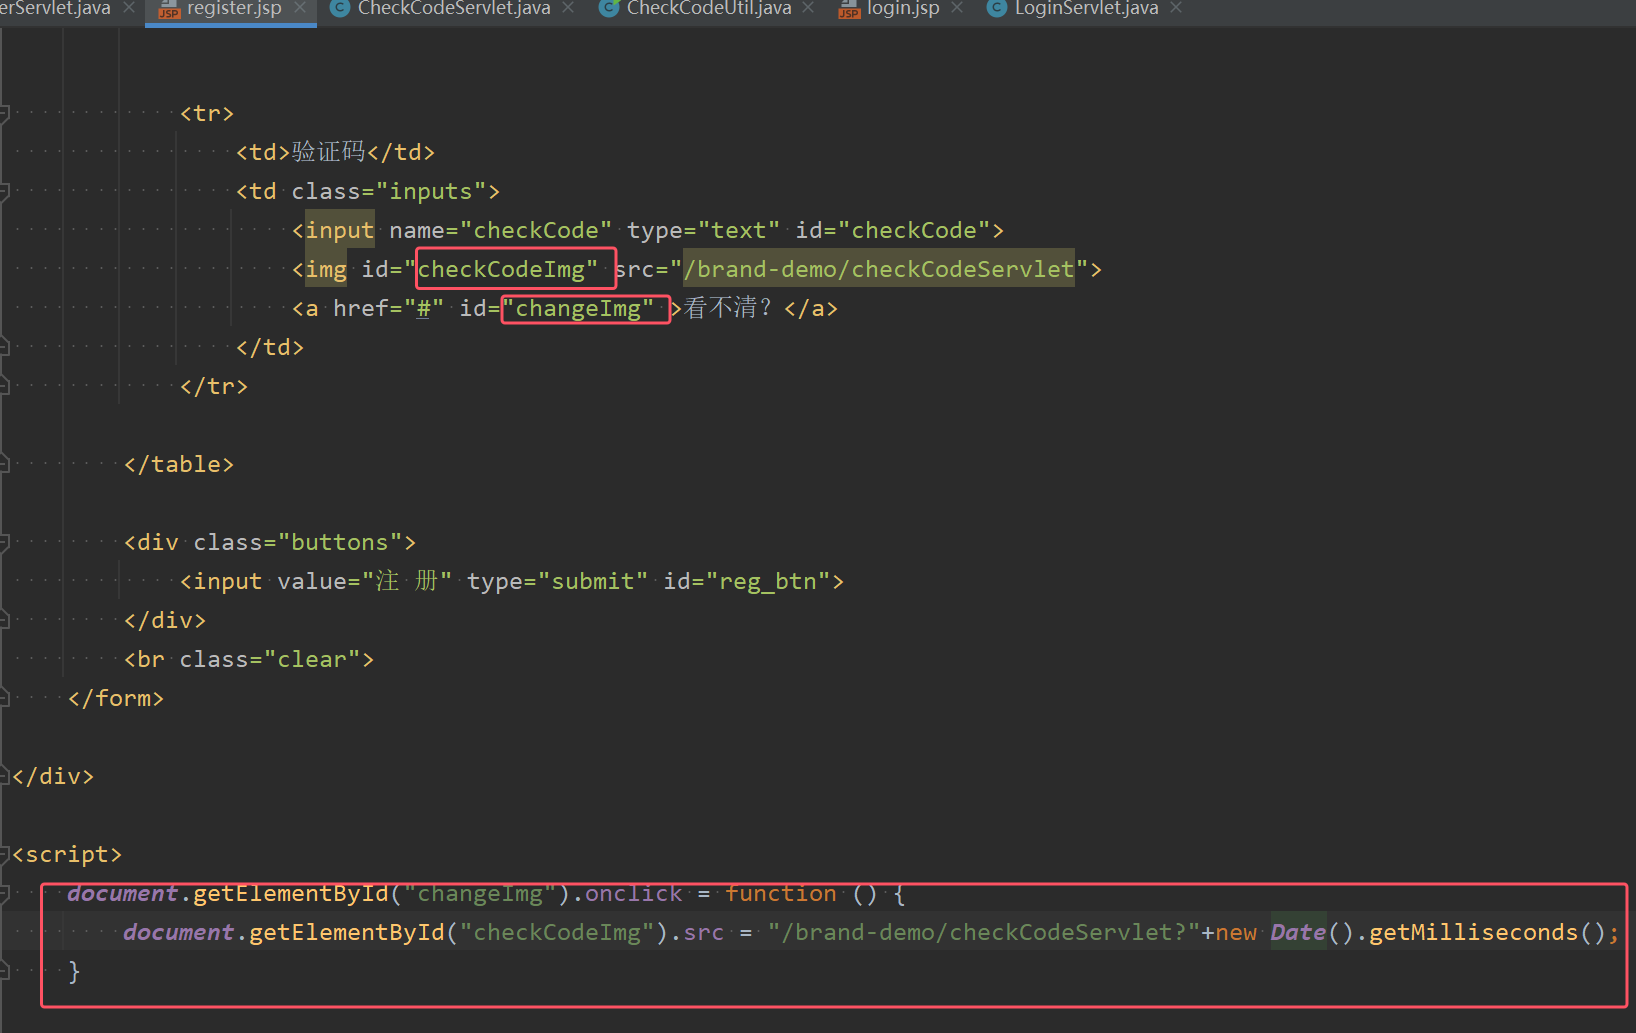 erServlet.java × JSP register.jsp × C CheckCodeServlet.java × C CheckCodeUtil.java × JSP login.jsp × C LoginServlet.java ×
<tr>
<td>验证码</td>
<td class="inputs">
<input name="checkCode" type="text" id="checkCode">
<img id="checkCodeImg" src="/brand-demo/checkCodeServlet">
<a href="#" id="changeImg" >看不清？</a>
</td>
</tr>
</table>
<div class="buttons">
<input value="注 册" type="submit" id="reg_btn">
</div>
<br class="clear">
</form>
</div>
<script>
document.getElementById("changeImg").onclick = function () {
document.getElementById("checkCodeImg").src = "/brand-demo/checkCodeServlet?"+new Date().getMilliseconds();
}